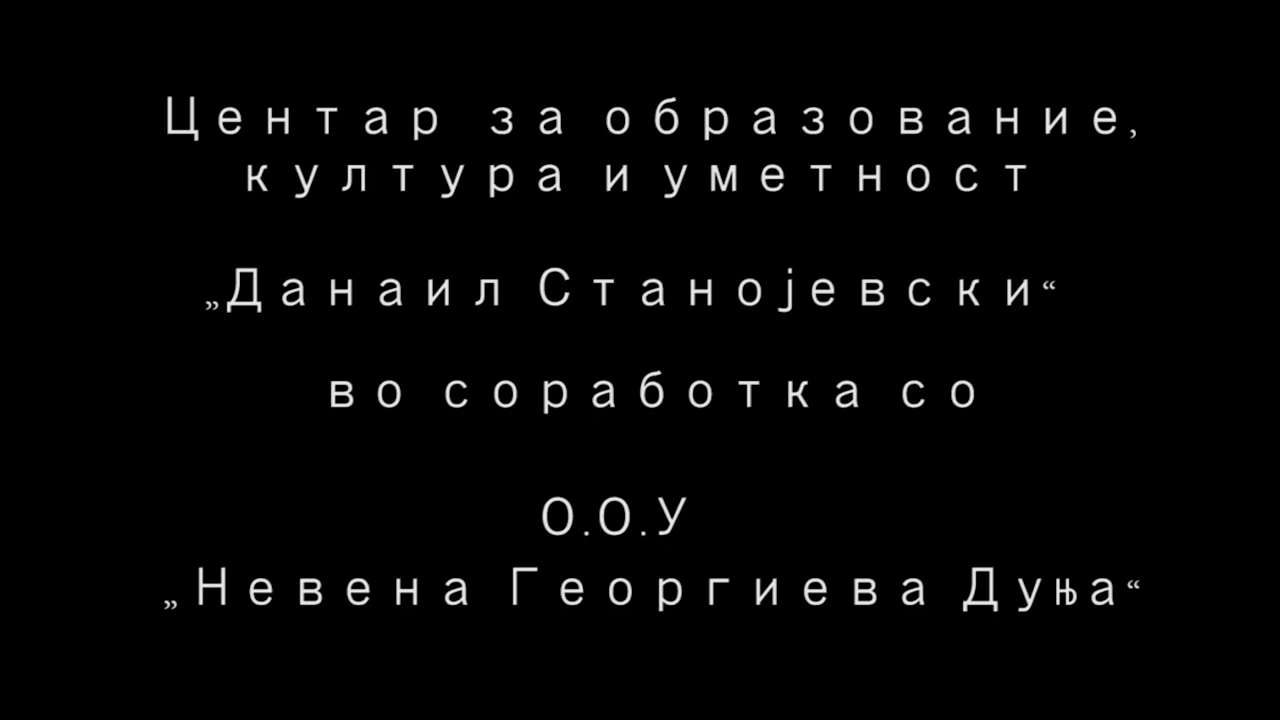 Центар за образование,
култура и уметност
„Данаил Станојевски“
во соработка со
О.О.У
„Невена Георгиева Дуња“